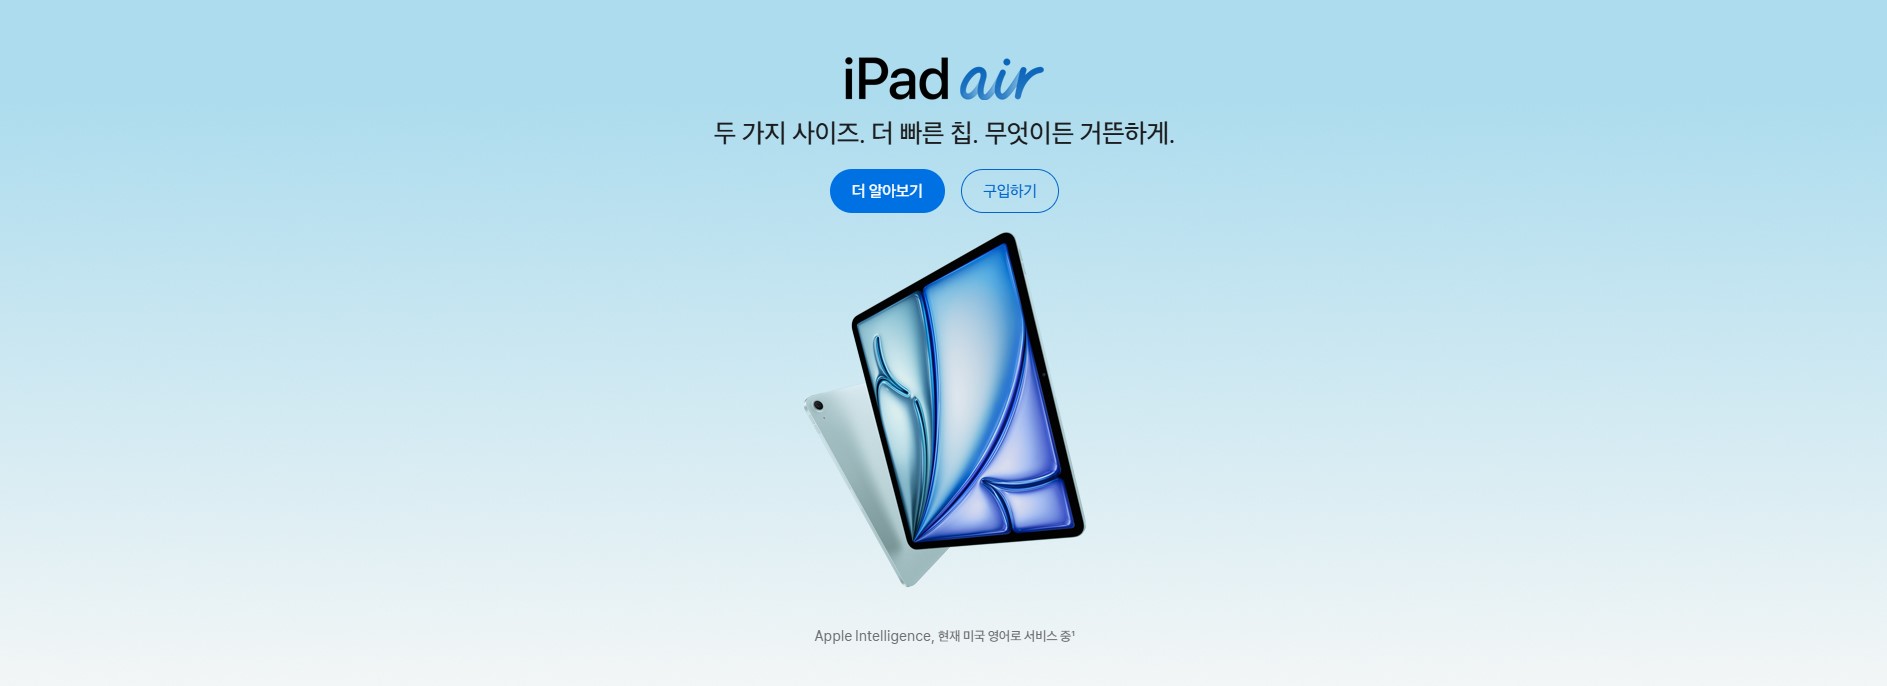 iPad air
두 가지 사이즈. 더 빠른 칩. 무엇이든 거뜬하게.
더 알아보기 구입하기
Apple Intelligence, 현재 미국 영어로 서비스 중¹